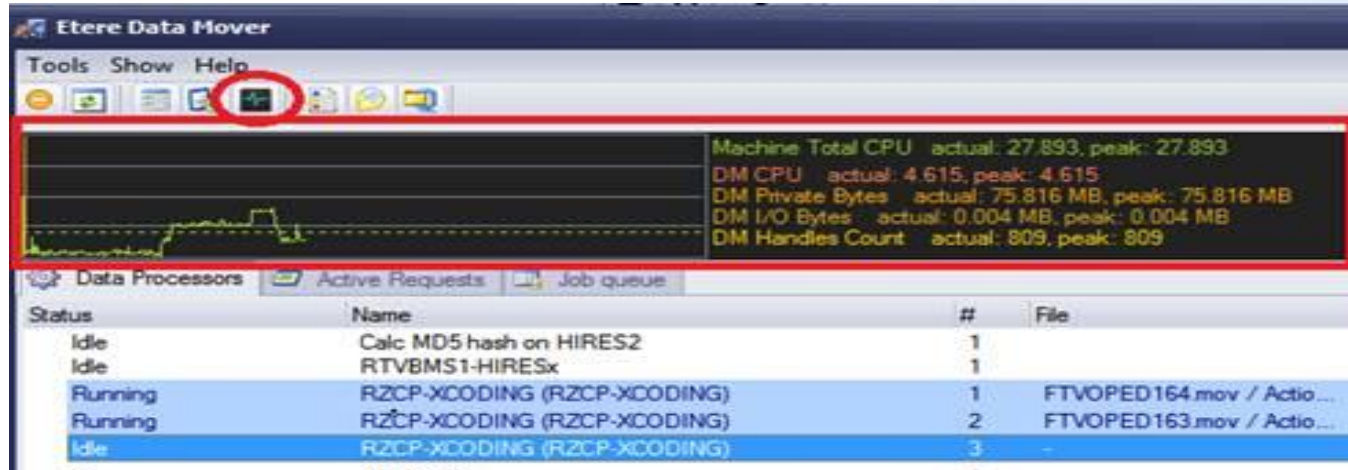 Etere Data Mover
Tools Show Help
Machine Total CPU actual: 27.893, peak: 27.893
DM CPU actual: 4.615, peak: 4.615
DM Private Bytes actual: 75.816 MB, peak: 75.816 MB
DM I/O Bytes actual: 0.004 MB, peak: 0.004 MB
DM Handles Count actual: 809, peak: 809
Data Processors Active Requests Job queue
Status Name # File
Idle Calc MD5 hash on HIRES2 1
Idle RTVBMS1-HIRESx 1
Running RZCP-XCODING (RZCP-XCODING) 1 FTVOPED164.mov / Actio...
Running RZCP-XCODING (RZCP-XCODING) 2 FTVOPED163.mov / Actio...
Idle RZCP-XCODING (RZCP-XCODING) 3 -